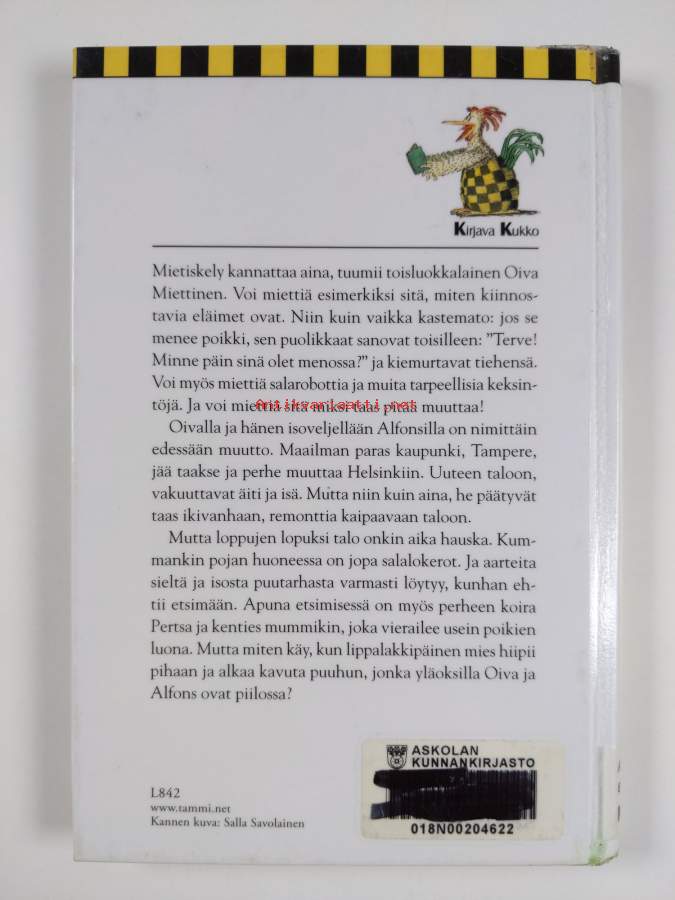 Kirjava Kukko
Mietiskely kannattaa aina, tuumii toisluokkalainen Oiva
Miettinen. Voi miettiä esimerkiksi sitä, miten kiinnos-
tavia eläimet ovat. Niin kuin vaikka kastemato: jos se
menee poikki, sen puolikkaat sanovat toisilleen: ”Terve!
Minne päin sinä olet menossa?” ja kiemurtavat tiehensä.
Voi myös miettiä salarobottia ja muita tarpeellisia keksin-
töjä. Ja voi miettiä sitä miksi taas pitää muuttaa!
Antikvariaatti.net
Oivalla ja hänen isoveljellään Alfonsilla on nimittäin
edessään muutto. Maailman paras kaupunki, Tampere,
jää taakse ja perhe muuttaa Helsinkiin. Uuteen taloon,
vakuuttavat äiti ja isä. Mutta niin kuin aina, he päätyvät
taas ikivanhaan, remonttia kaipaavaan taloon.
Mutta loppujen lopuksi talo onkin aika hauska. Kum-
mankin pojan huoneessa on jopa salalokerot. Ja aarteita
sieltä ja isosta puutarhasta varmasti löytyy, kunhan eh-
tii etsimään. Apuna etsimisessä on myös perheen koira
Pertsa ja kenties mummikin, joka vierailee usein poikien
luona. Mutta miten käy, kun lippalakkipäinen mies hiipii
pihaan ja alkaa kavuta puuhun, jonka yläoksilla Oiva ja
Alfons ovat piilossa?
ASKOLAN
KUNNANKIRJASTO
018N00204622
L842
www.tammi.net
Kannen kuva: Salla Savolainen